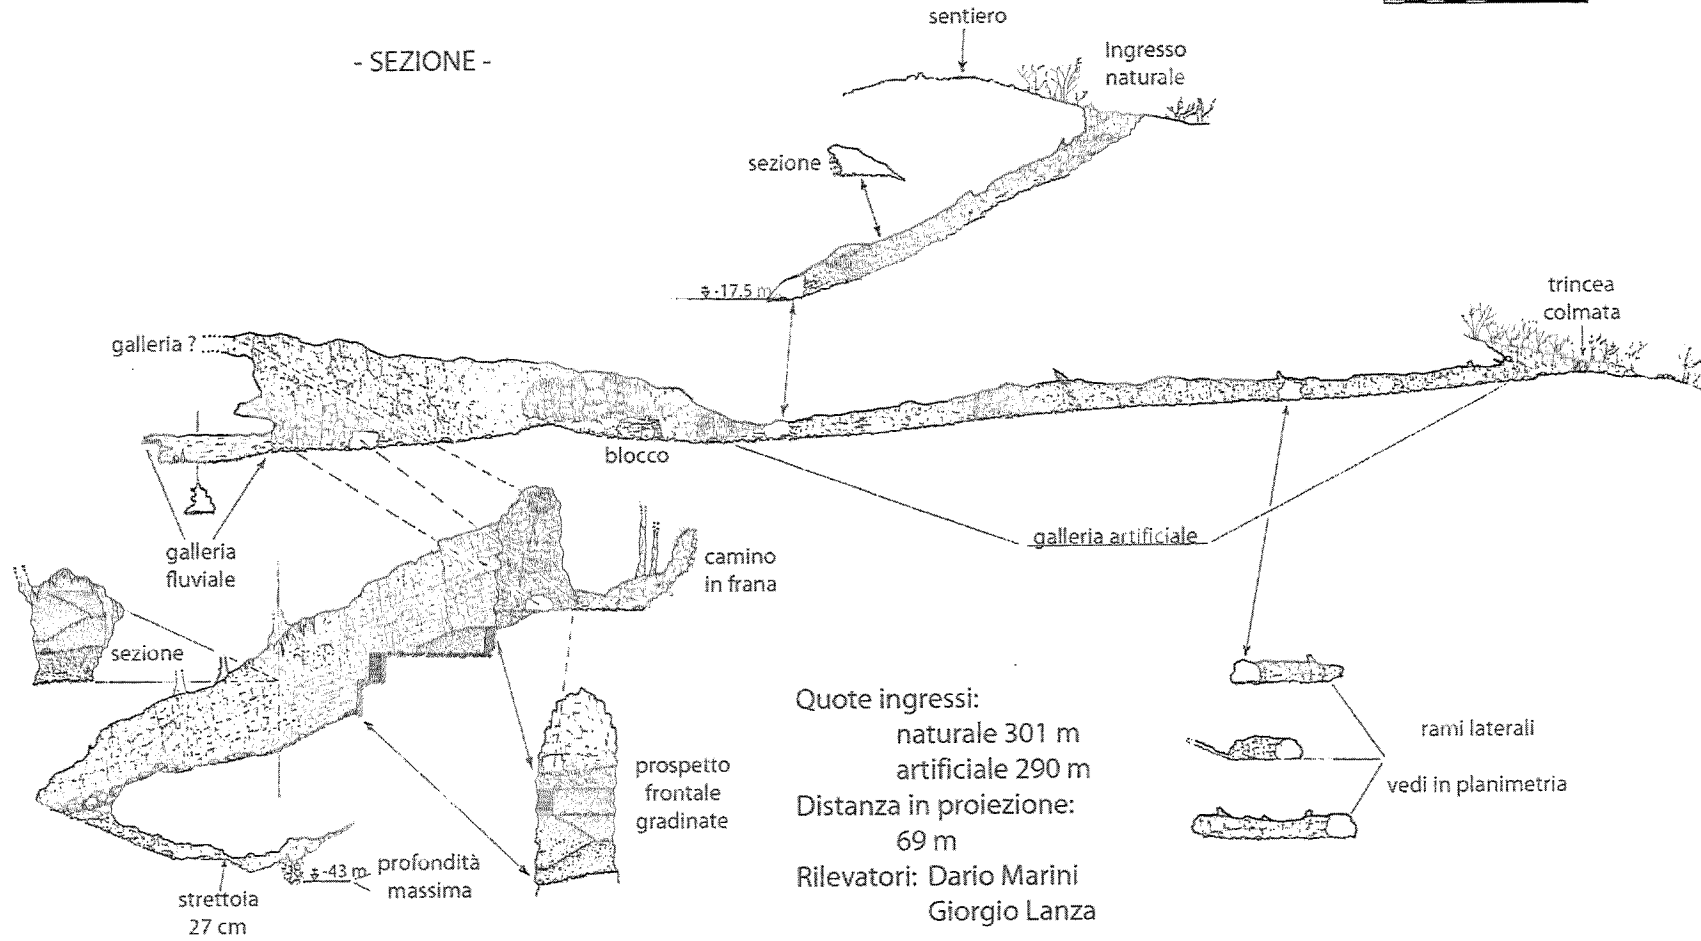 - SEZIONE -
sentiero
Ingresso
naturale
sezione
-17.5 m
trincea
colmata
galleria ?
blocco
galleria artificiale
galleria
fluviale
camino
in frana
sezione
prospetto
frontale
gradinate
-43 m
profondità
massima
strettoia
27 cm
Quote ingressi:
naturale 301 m
artificiale 290 m
Distanza in proiezione:
69 m
Rilevatori: Dario Marini
Giorgio Lanza
rami laterali
vedi in planimetria